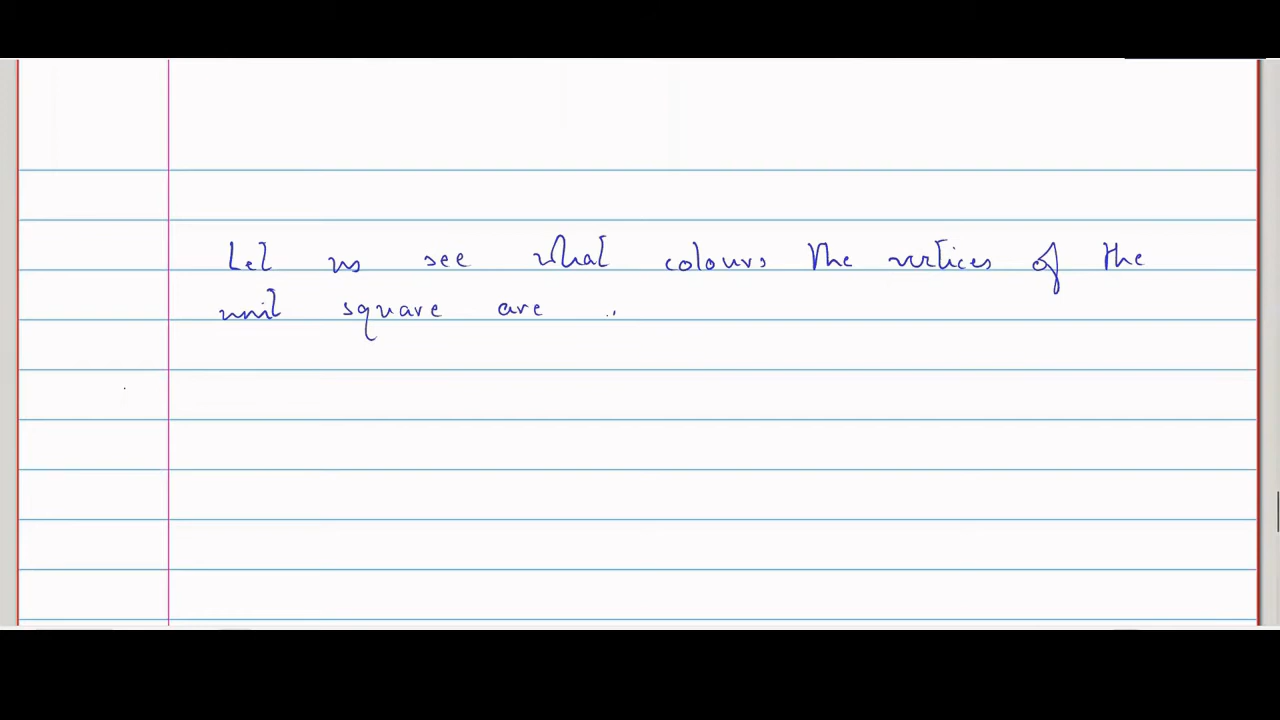 Let us see what colours the vertices of the
unit square are ..